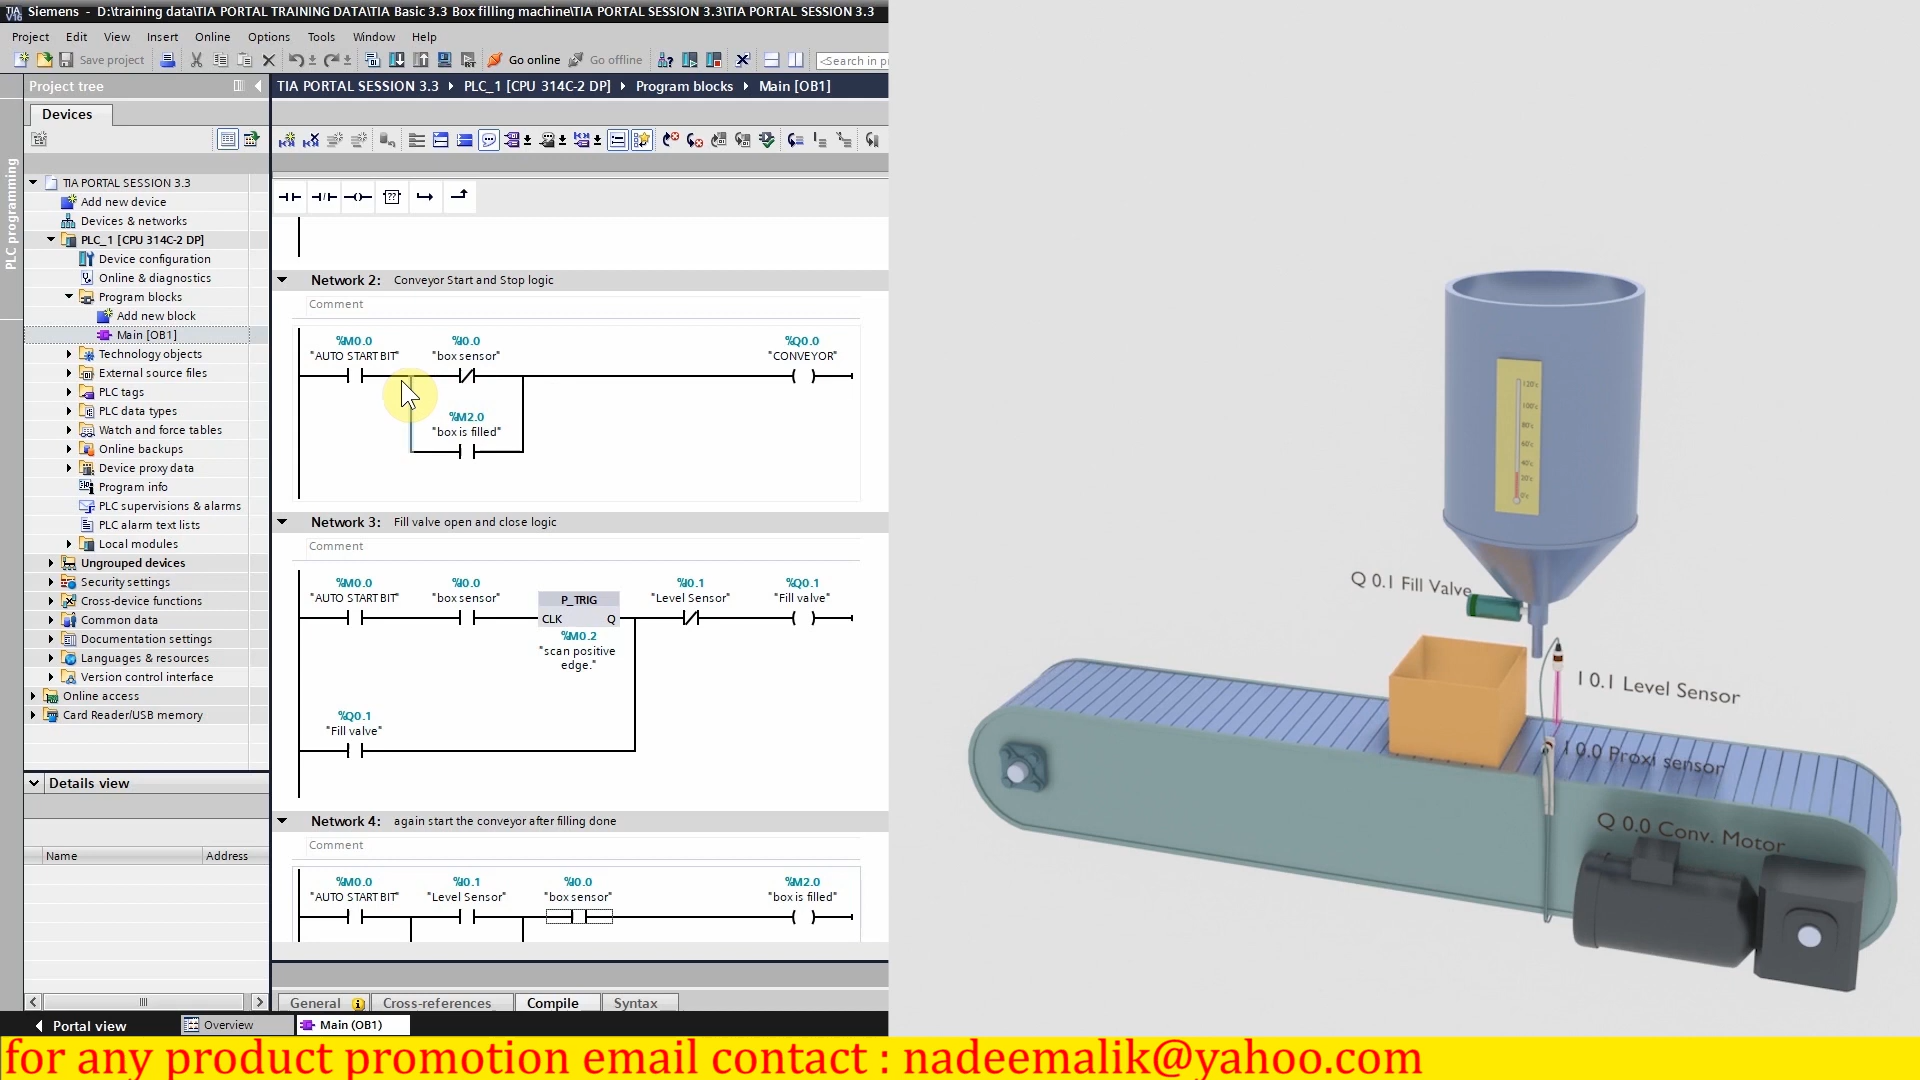 Siemens - D:\training data\TIA PORTAL TRAINING DATA\TIA Basic 3.3 Box filling machine\TIA PORTAL SESSION 3.3\TIA PORTAL SESSION 3.3
Project Edit View Insert Online Options Tools Window Help
Save project Go online Go offline <Search in p
Project tree
TIA PORTAL SESSION 3.3 PLC_1 [CPU 314C-2 DP] Program blocks Main [OB1]
Devices
PLC programming
TIA PORTAL SESSION 3.3
Add new device
Devices & networks
PLC_1 [CPU 314C-2 DP]
Device configuration
Online & diagnostics
Program blocks
Add new block
Main [OB1]
Technology objects
External source files
PLC tags
PLC data types
Watch and force tables
Online backups
Device proxy data
Program info
PLC supervisions & alarms
PLC alarm text lists
Local modules
Ungrouped devices
Security settings
Cross-device functions
Common data
Documentation settings
Languages & resources
Version control interface
Online access
Card Reader/USB memory
Details view
Name Address
Portal view
Overview
Main (OB1)
Network 2: Conveyor Start and Stop logic
Comment
%M0.0 %I0.0 %Q0.0
"AUTO START BIT" "box sensor" "CONVEYOR"
%M2.0
"box is filled"
Network 3: Fill valve open and close logic
Comment
%M0.0 %I0.0 %I0.1 %Q0.1
"AUTO START BIT" "box sensor" P_TRIG "Level Sensor" "Fill valve"
CLK Q
%M0.2
"scan positive
edge."
%Q0.1
"Fill valve"
Network 4: again start the conveyor after filling done
Comment
%M0.0 %I0.1 %I0.0 %M2.0
"AUTO START BIT" "Level Sensor" "box sensor" "box is filled"
General Cross-references Compile Syntax
120°c
100°c
80°c
60°c
40°c
20°c
0°c
Q 0.1 Fill Valve
I 0.1 Level Sensor
I 0.0 Proxi sensor
Q 0.0 Conv. Motor
for any product promotion email contact : nadeemalik@yahoo.com